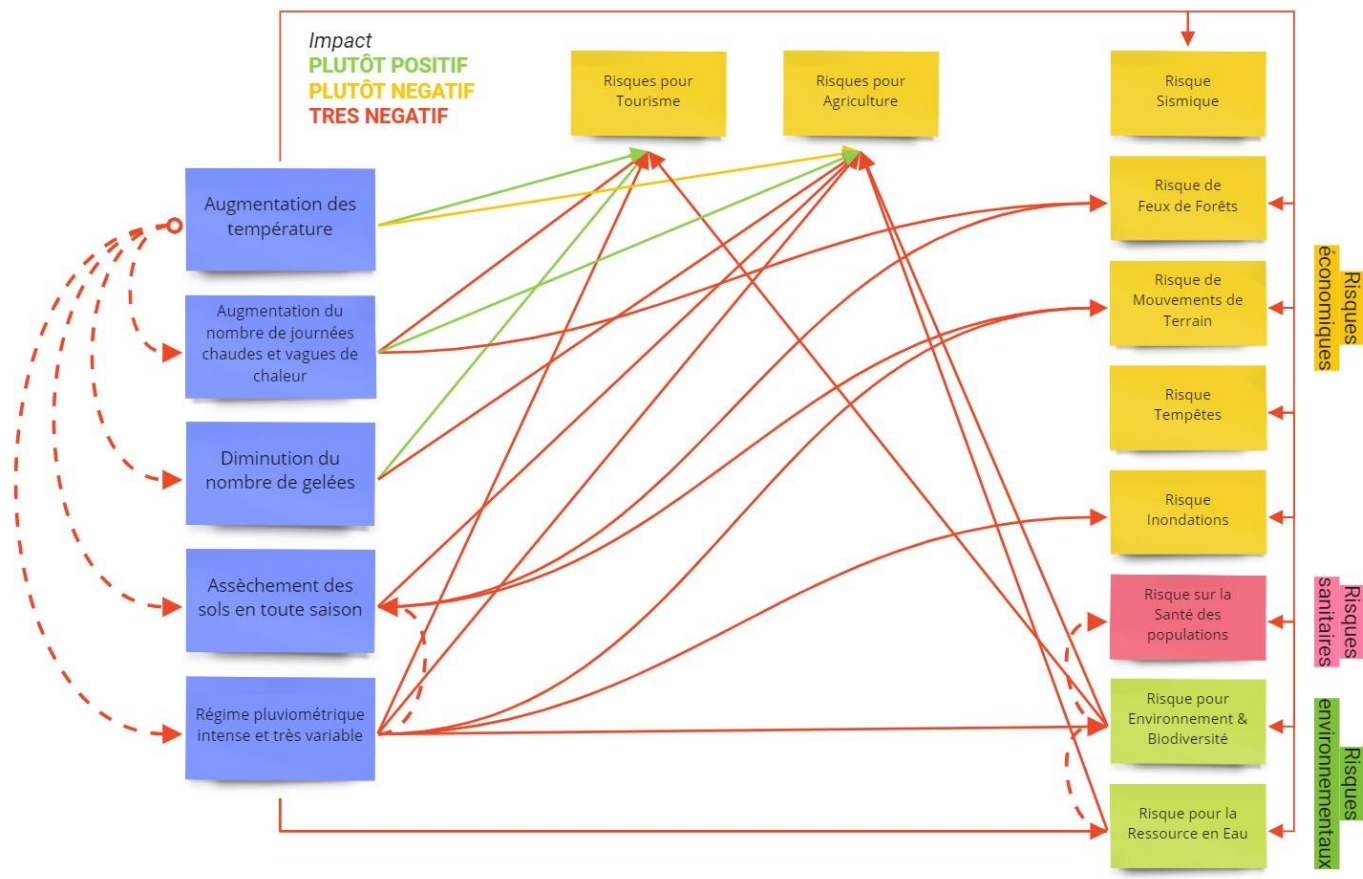 Impact
PLUTÔT POSITIF
PLUTÔT NEGATIF
TRES NEGATIF
Risques pour
Tourisme
Risques pour
Agriculture
Risque
Sismique
Augmentation des
température
Risque de
Feux de Forêts
Augmentation du
nombre de journées
chaudes et vagues de
chaleur
Risque de
Mouvements de
Terrain
Risques
économiques
Diminution du
nombre de gelées
Risque
Tempêtes
Risque
Inondations
Assèchement des
sols en toute saison
Risque sur la
Santé des
populations
Risques
sanitaires
Régime pluviométrique
intense et très variable
Risque pour
Environnement &
Biodiversité
Risques
environnementaux
Risque pour la
Ressource en Eau